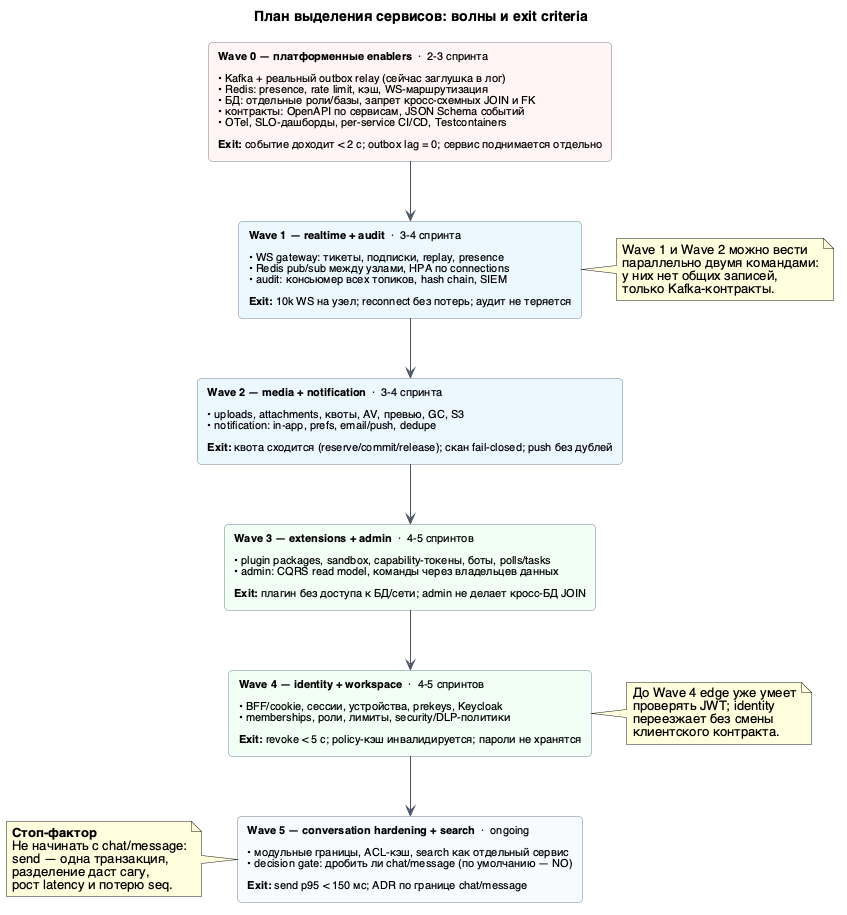 План выделения сервисов: волны и exit criteria
Wave 0 — платформенные enablers · 2-3 спринта
• Kafka + реальный outbox relay (сейчас заглушка в лог)
• Redis: presence, rate limit, кэш, WS-маршрутизация
• БД: отдельные роли/базы, запрет кросс-схемных JOIN и FK
• контракты: OpenAPI по сервисам, JSON Schema событий
• OTel, SLO-дашборды, per-service CI/CD, Testcontainers
Exit: событие доходит < 2 с; outbox lag = 0; сервис поднимается отдельно
Wave 1 — realtime + audit · 3-4 спринта
• WS gateway: тикеты, подписки, replay, presence
• Redis pub/sub между узлами, HPA по connections
• audit: консьюмер всех топиков, hash chain, SIEM
Exit: 10k WS на узел; reconnect без потерь; аудит не теряется
Wave 1 и Wave 2 можно вести
параллельно двумя командами:
у них нет общих записей,
только Kafka-контракты.
Wave 2 — media + notification · 3-4 спринта
• uploads, attachments, квоты, AV, превью, GC, S3
• notification: in-app, prefs, email/push, dedupe
Exit: квота сходится (reserve/commit/release); скан fail-closed; push без дублей
Wave 3 — extensions + admin · 4-5 спринтов
• plugin packages, sandbox, capability-токены, боты, polls/tasks
• admin: CQRS read model, команды через владельцев данных
Exit: плагин без доступа к БД/сети; admin не делает кросс-БД JOIN
Wave 4 — identity + workspace · 4-5 спринтов
• BFF/cookie, сессии, устройства, prekeys, Keycloak
• memberships, роли, лимиты, security/DLP-политики
Exit: revoke < 5 с; policy-кэш инвалидируется; пароли не хранятся
До Wave 4 edge уже умеет
проверять JWT; identity
переезжает без смены
клиентского контракта.
Wave 5 — conversation hardening + search · ongoing
• модульные границы, ACL-кэш, search как отдельный сервис
• decision gate: дробить ли chat/message (по умолчанию — NO)
Exit: send p95 < 150 мс; ADR по границе chat/message
Стоп-фактор
Не начинать с chat/message:
send — одна транзакция,
разделение даст сагу,
рост latency и потерю seq.